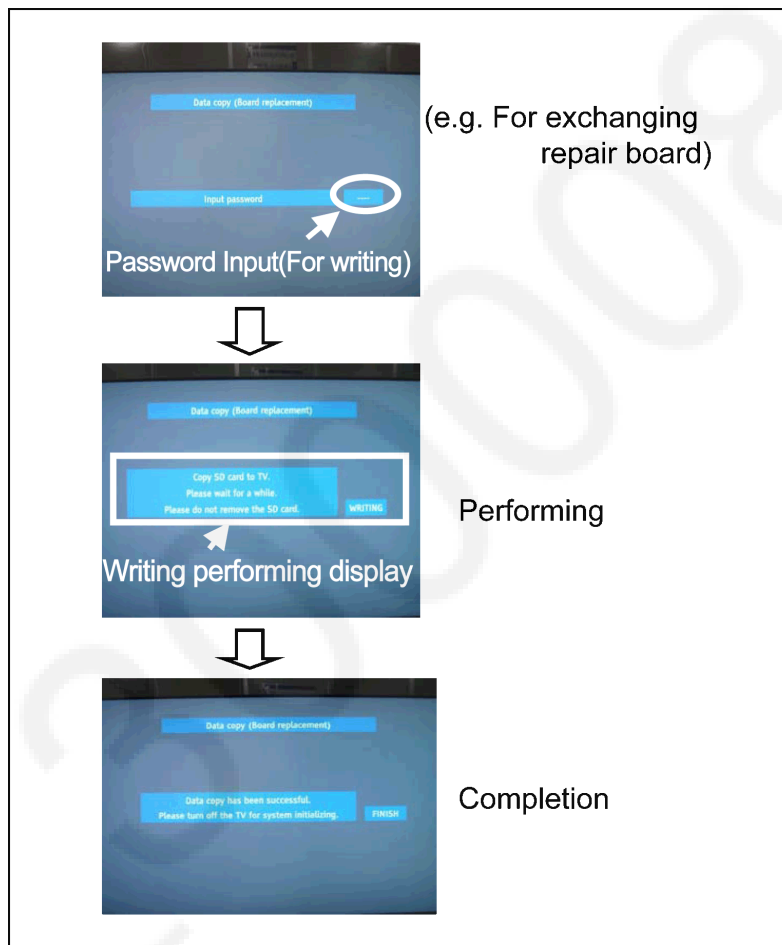 Data copy (Board replacement)
(e.g. For exchanging
repair board)
Input password
Password Input(For writing)
Data copy (Board replacement)
Copy SD card to TV.
Please wait for a while.
Please do not remove the SD card.
WRITING
Performing
Writing performing display
Data copy (Board replacement)
Data copy has been successful.
Please turn off the TV for system initializing.
FINISH
Completion